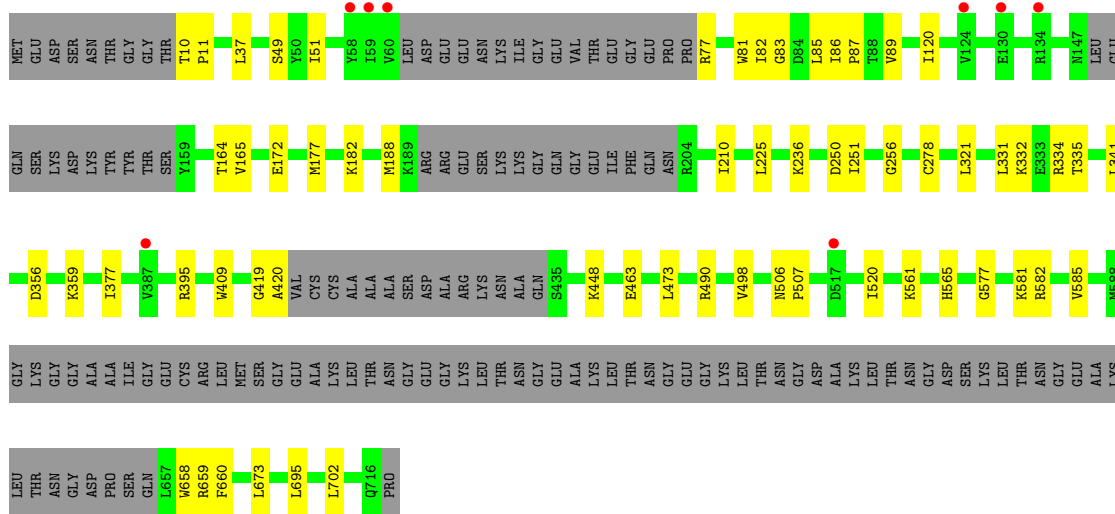 MET GLU ASP SER ASN THR GLY GLY THR T10 P11 L37 S49 Y50 I51 Y58 I59 V60 LEU ASP GLU GLU ASN LYS ILE GLY GLU VAL THR GLU GLY GLU PRO PRO R77 W81 I82 G83 D84 L85 I86 P87 T88 V89 I120 V124 E130 R134 N147 LEU GLU
GLN SER LYS ASP LYS TYR TYR THR SER Y159 T164 V165 E172 M177 K182 M188 K189 ARG ARG GLU SER LYS LYS GLY GLN GLY GLU ILE PHE GLN ASN R204 I210 L225 K236 D250 I251 G256 C278 L321 L331 K332 E333 R334 T335
D356 K359 I377 V387 R395 W409 G419 A420 VAL CYS CYS ALA ALA ALA SER ASP ALA ARG LYS ASN ALA GLN S435 K448 E463 L473 R490 V498 N506 P507 D517 I520 K561 H565 G577 K581 R582 V585 M588
GLY LYS GLY GLY ALA ALA ILE GLY GLU CYS ARG LEU MET SER GLY GLU ALA LYS LEU THR ASN GLY GLU GLY LYS LEU THR ASN GLY GLU ALA LYS LEU THR ASN GLY GLU GLY LYS LEU THR ASN GLY ASP ALA LYS LEU THR ASN GLY ASP SER LYS LEU THR ASN GLY GLU ALA LYS
LEU THR ASN GLY ASP PRO SER GLN L657 W658 R659 F660 L673 L695 L702 Q716 PRO